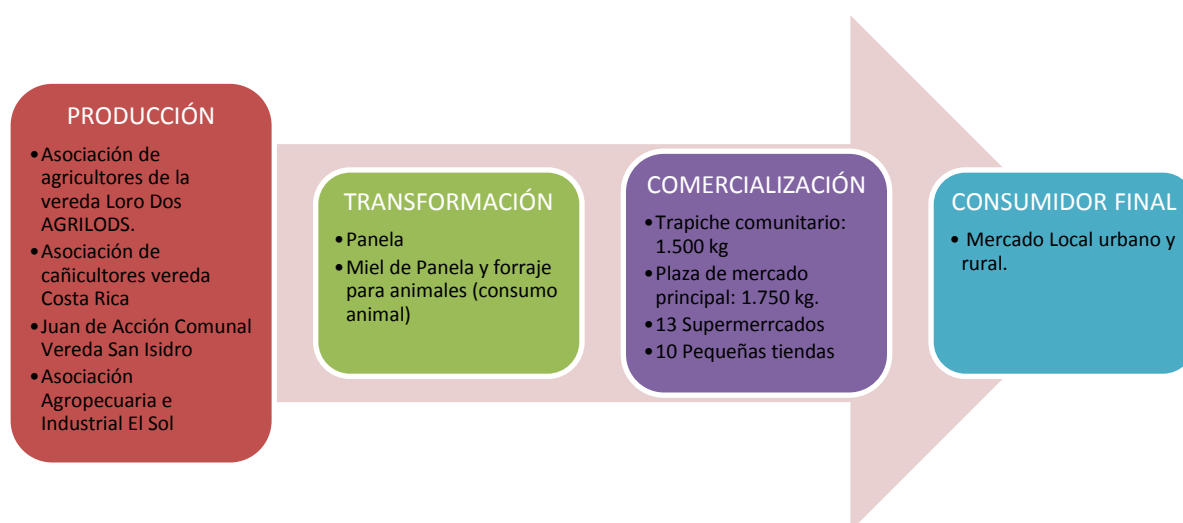 PRODUCCIÓN
•Asociación de
agricultores de la
vereda Loro Dos
AGRILODS.
•Asociación de
cañicultores vereda
Costa Rica
•Juan de Acción Comunal
Vereda San Isidro
•Asociación
Agropecuaria e
Industrial El Sol
TRANSFORMACIÓN
•Panela
•Miel de Panela y forraje
para animales (consumo
animal)
COMERCIALIZACIÓN
•Trapiche comunitario:
1.500 kg
•Plaza de mercado
principal: 1.750 kg.
•13 Supermerrcados
•10 Pequeñas tiendas
CONSUMIDOR FINAL
• Mercado Local urbano y
rural.